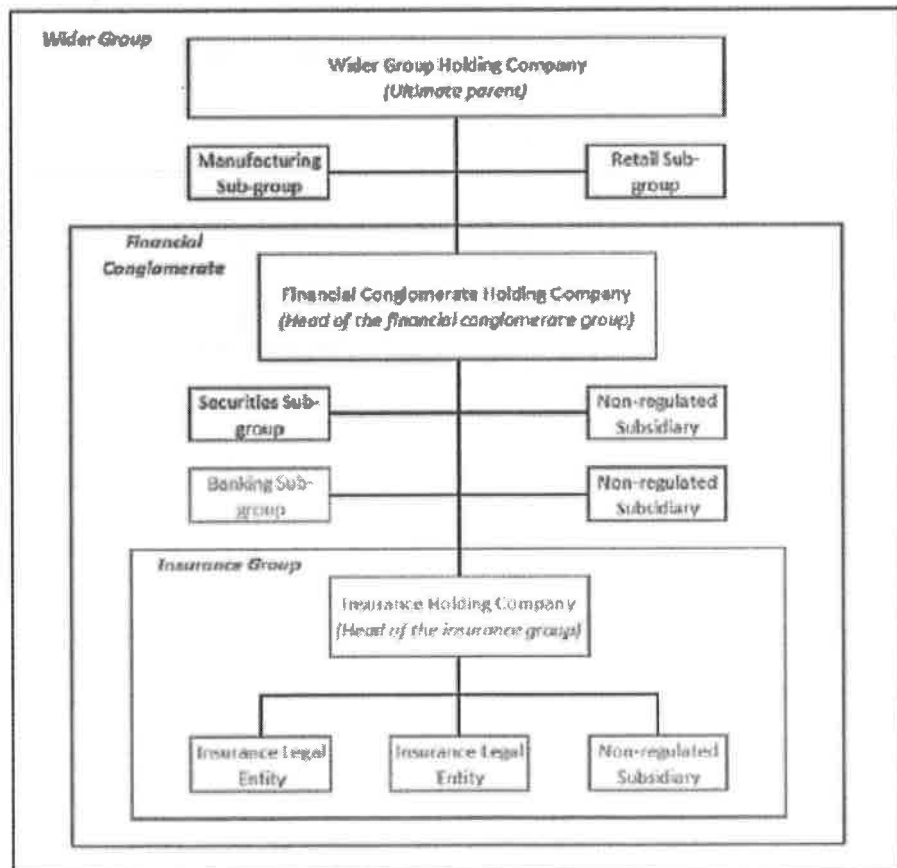 Wider Group
Wider Group Holding Company
(Ultimate parent)
Manufacturing
Sub-group
Retail Sub-
group
Financial
Conglomerate
Financial Conglomerate Holding Company
(Head of the financial conglomerate group)
Securities Sub-
group
Non-regulated
Subsidiary
Banking Sub-
group
Non-regulated
Subsidiary
Insurance Group
Insurance Holding Company
(Head of the insurance group)
Insurance Legal
Entity
Insurance Legal
Entity
Non-regulated
Subsidiary